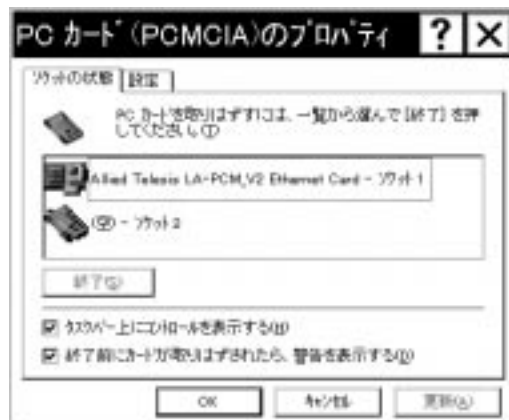 PC カード(PCMCIA)のプロパティ
ソケットの状態 設定
PC カードを取りはずすには、一覧から選んで [終了] を押
してください(I)
Allied Telesis LA-PCM_V2 Ethernet Card - ソケット 1
(空) - ソケット 2
終了(S)
タスクバー上にコントロールを表示する(H)
終了前にカードが取りはずされたら、警告を表示する(D)
OK キャンセル 更新(A)